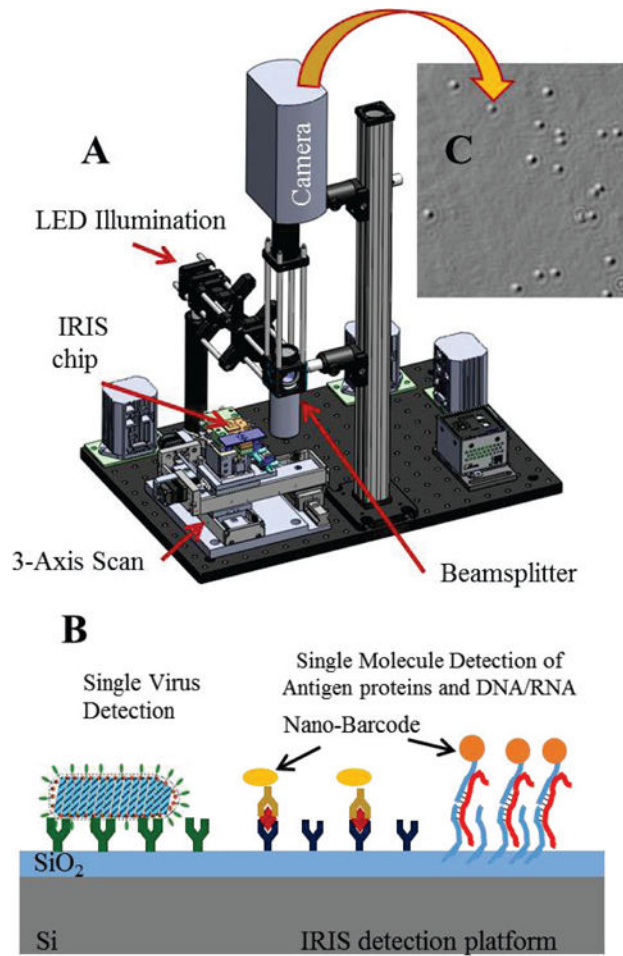 A
Camera
C
LED Illumination
IRIS
chip
3-Axis Scan
Beamsplitter
B
Single Virus
Detection
Single Molecule Detection of
Antigen proteins and DNA/RNA
Nano-Barcode
SiO₂
Si
IRIS detection platform